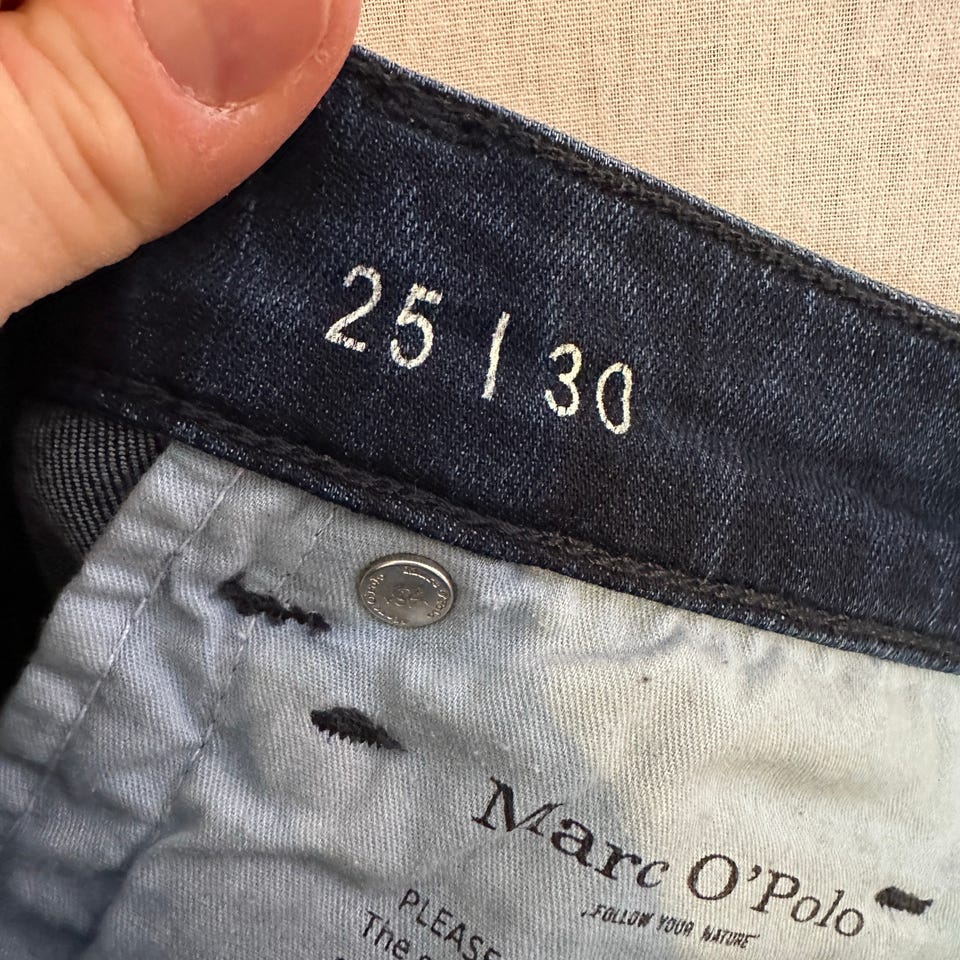 25 / 30
Marc O'Polo
FOLLOW YOUR NATURE
PLEASE
The